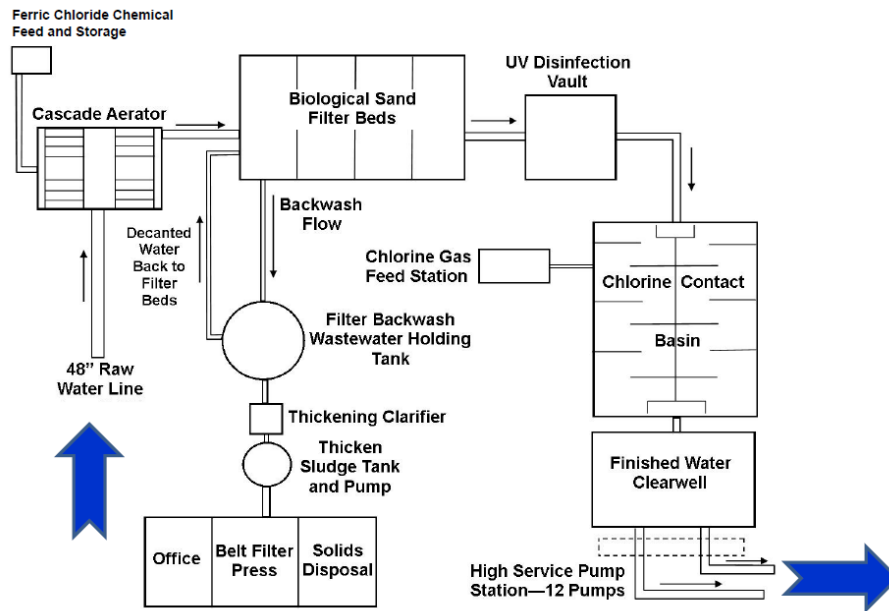 Ferric Chloride Chemical
Feed and Storage
Cascade Aerator
Biological Sand
Filter Beds
UV Disinfection
Vault
Decanted
Water
Back to
Filter
Beds
Backwash
Flow
Chlorine Gas
Feed Station
Chlorine Contact
Basin
48” Raw
Water Line
Filter Backwash
Wastewater Holding
Tank
Thickening Clarifier
Thicken
Sludge Tank
and Pump
Finished Water
Clearwell
Office
Belt Filter
Press
Solids
Disposal
High Service Pump
Station—12 Pumps